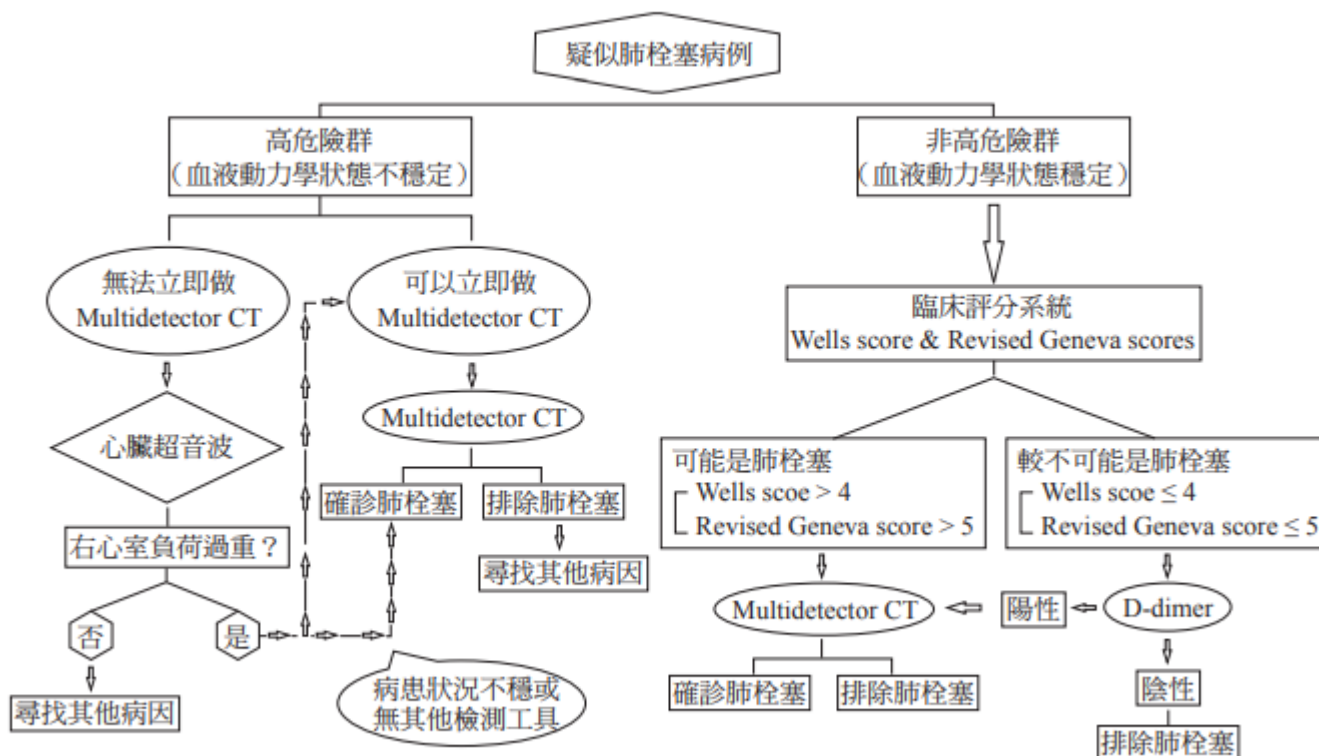 疑似肺栓塞病例
高危險群
（血液動力學狀態不穩定）
非高危險群
（血液動力學狀態穩定）
無法立即做
Multidetector CT
可以立即做
Multidetector CT
臨床評分系統
Wells score & Revised Geneva scores
心臟超音波
Multidetector CT
確診肺栓塞
排除肺栓塞
尋找其他病因
右心室負荷過重？
否
是
尋找其他病因
病患狀況不穩或
無其他檢測工具
可能是肺栓塞
Wells scoe > 4
Revised Geneva score > 5
較不可能是肺栓塞
Wells scoe ≤ 4
Revised Geneva score ≤ 5
Multidetector CT
陽性
D-dimer
確診肺栓塞
排除肺栓塞
陰性
排除肺栓塞